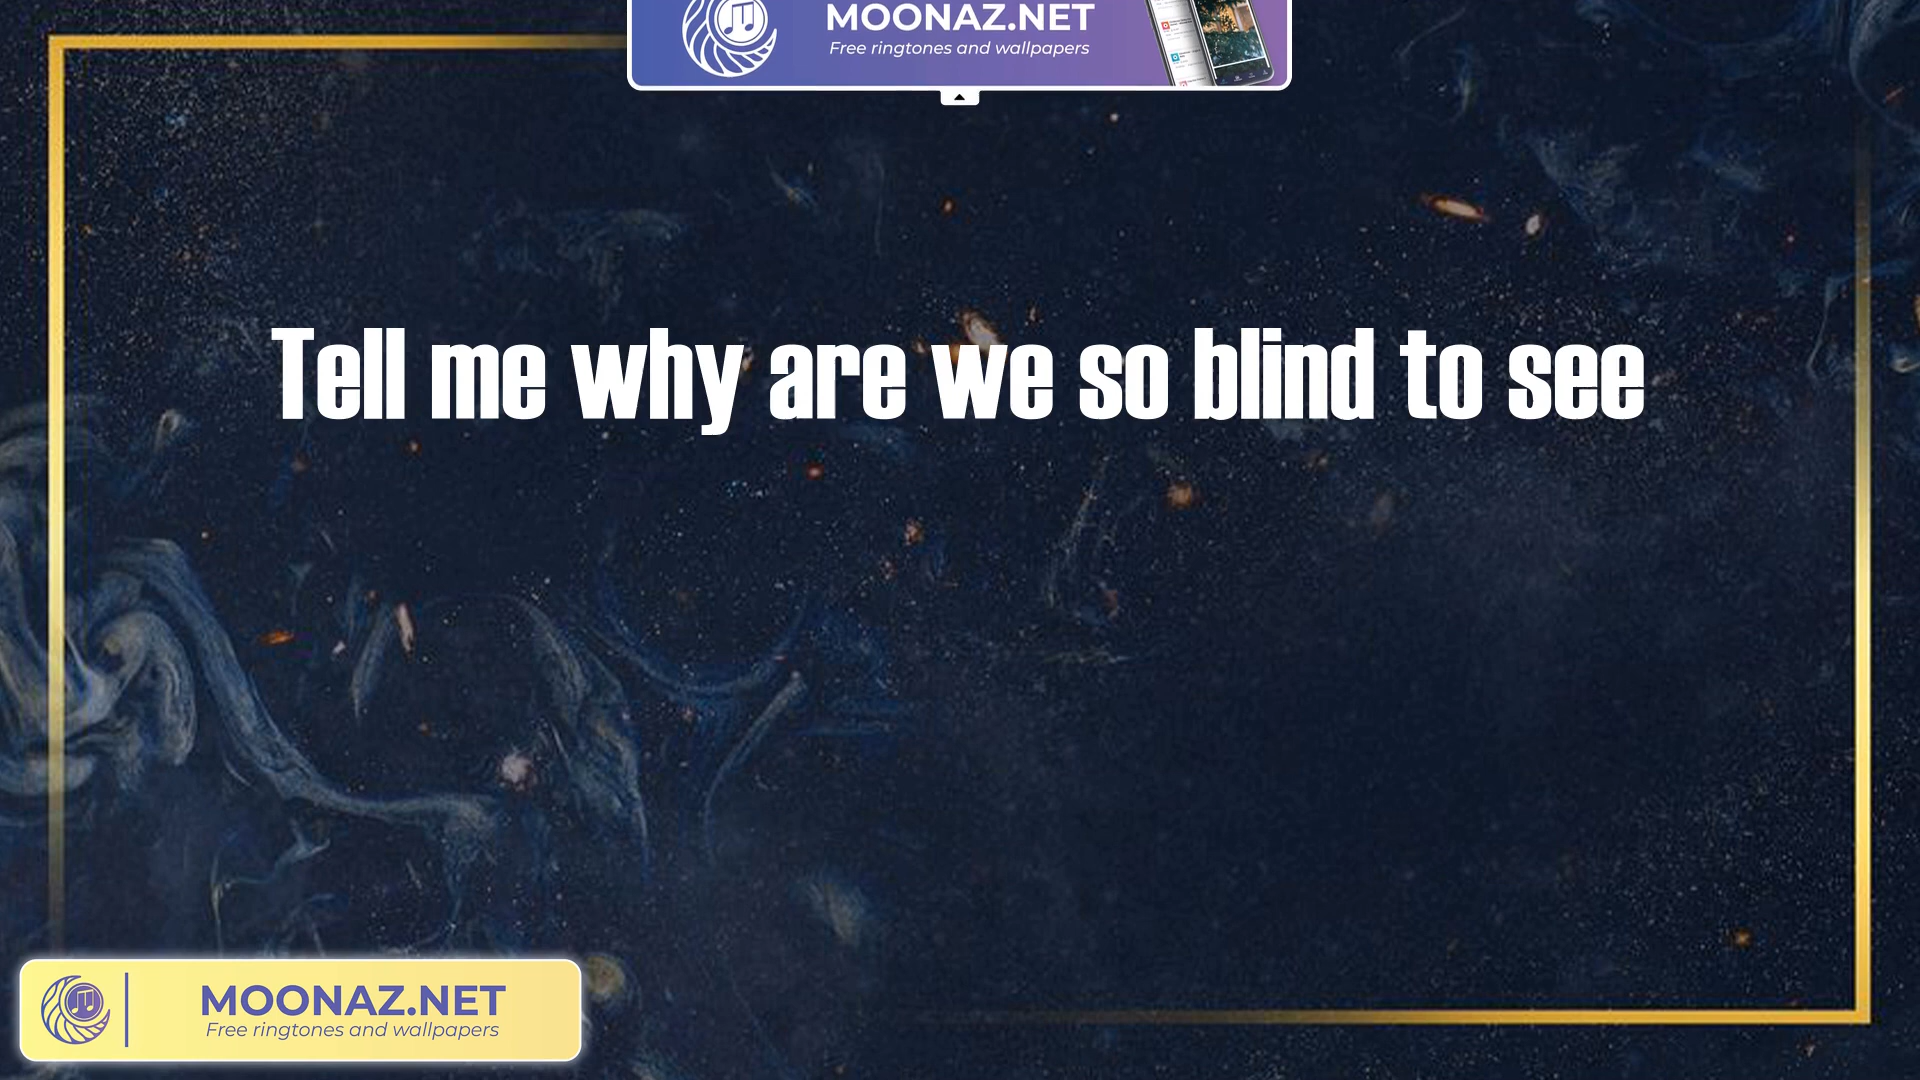 MOONAZ.NET
Free ringtones and wallpapers
Tell me why are we so blind to see
MOONAZ.NET
Free ringtones and wallpapers